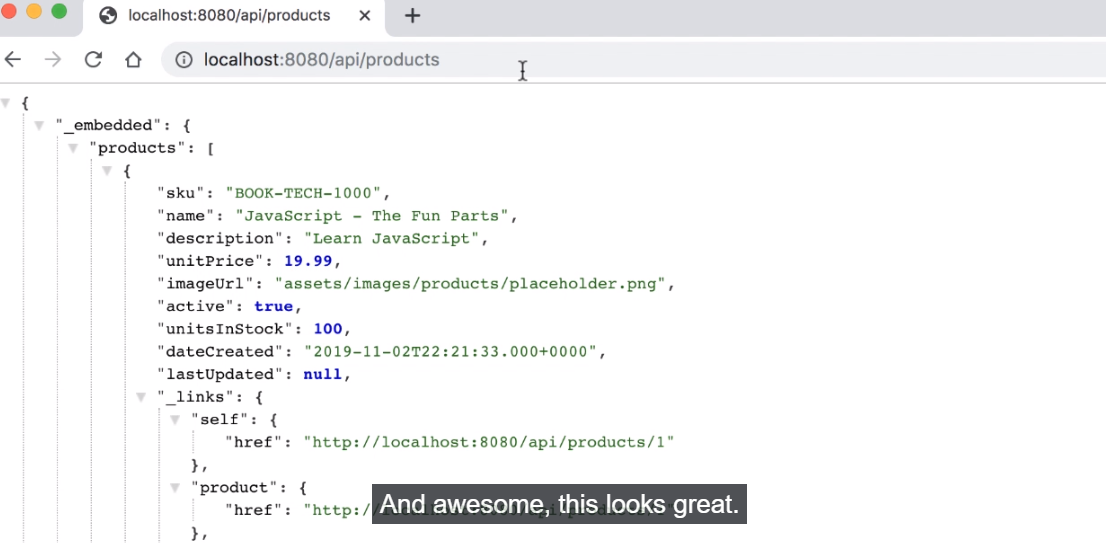 localhost:8080/api/products
localhost:8080/api/products
{
"_embedded": {
"products": [
{
"sku": "BOOK-TECH-1000",
"name": "JavaScript - The Fun Parts",
"description": "Learn JavaScript",
"unitPrice": 19.99,
"imageUrl": "assets/images/products/placeholder.png",
"active": true,
"unitsInStock": 100,
"dateCreated": "2019-11-02T22:21:33.000+0000",
"lastUpdated": null,
"_links": {
"self": {
"href": "http://localhost:8080/api/products/1"
},
"product": {
"href": "http:/
},
And awesome, this looks great.